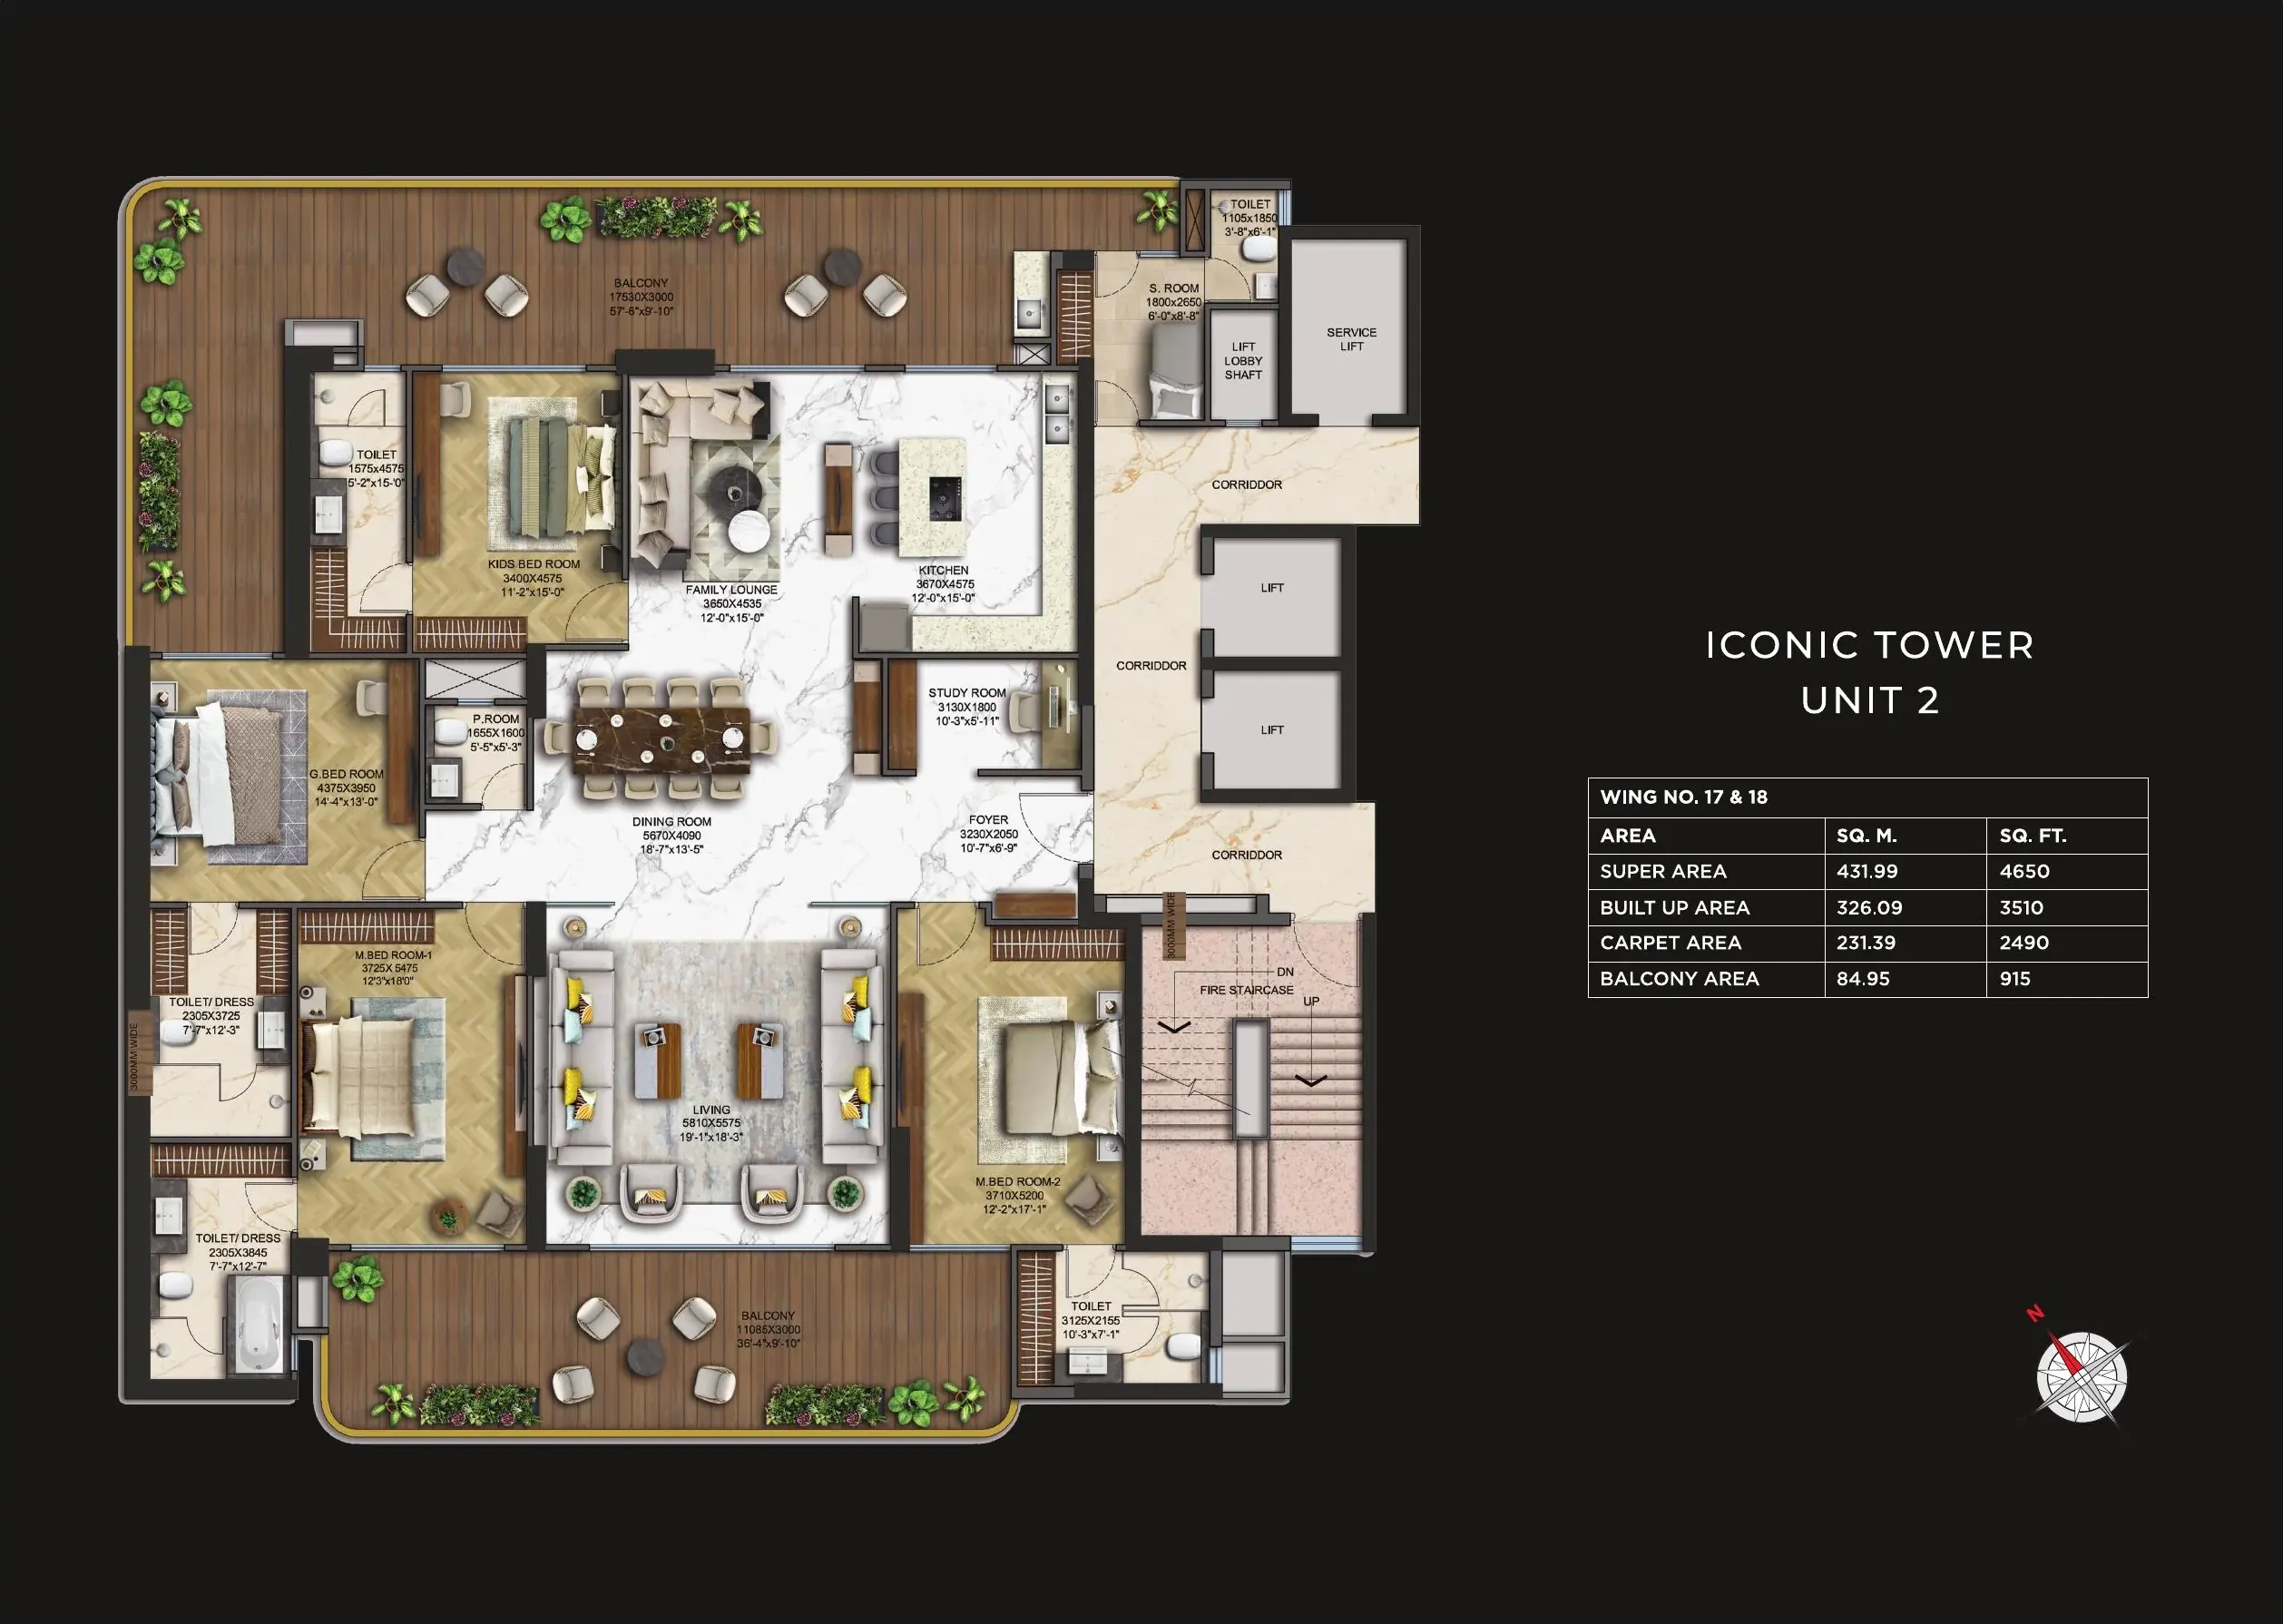 TOILET
1105x1850
3'-8"x6'-1"
BALCONY
17530X3000
57'-6"x9'-10"
S. ROOM
1800x2650
6'-0"x8'-8"
SERVICE
LIFT
LIFT
LOBBY
SHAFT
TOILET
1575x4575
5'-2"x15-'0"
CORRIDDOR
KIDS BED ROOM
3400X4575
11'-2"x15'-0"
FAMILY LOUNGE
3650X4535
12'-0"x15'-0"
KITCHEN
3670X4575
12'-0"x15'-0"
LIFT
CORRIDDOR
STUDY ROOM
3130X1800
10'-3"x5'-11"
P.ROOM
1655X1600
5'-5"x5'-3"
LIFT
G.BED ROOM
4375X3950
14'-4"x13'-0"
DINING ROOM
5670X4090
18'-7"x13'-5"
FOYER
3230X2050
10'-7"x6'-9"
CORRIDDOR
3000MM WIDE
M.BED ROOM-1
3725X 5475
12'3"x18'0"
DN
FIRE STAIRCASE
UP
TOILET/ DRESS
2305X3725
7'-7"x12'-3"
3000MM WIDE
LIVING
5810X5575
19'-1"x18'-3"
M.BED ROOM-2
3710X5200
12'-2"x17'-1"
TOILET/ DRESS
2305X3845
7'-7"x12'-7"
BALCONY
11085X3000
36'-4"x9'-10"
TOILET
3125X2155
10'-3"x7'-1"
ICONIC TOWER
UNIT 2
WING NO. 17 & 18
AREA SQ. M. SQ. FT.
SUPER AREA 431.99 4650
BUILT UP AREA 326.09 3510
CARPET AREA 231.39 2490
BALCONY AREA 84.95 915
N